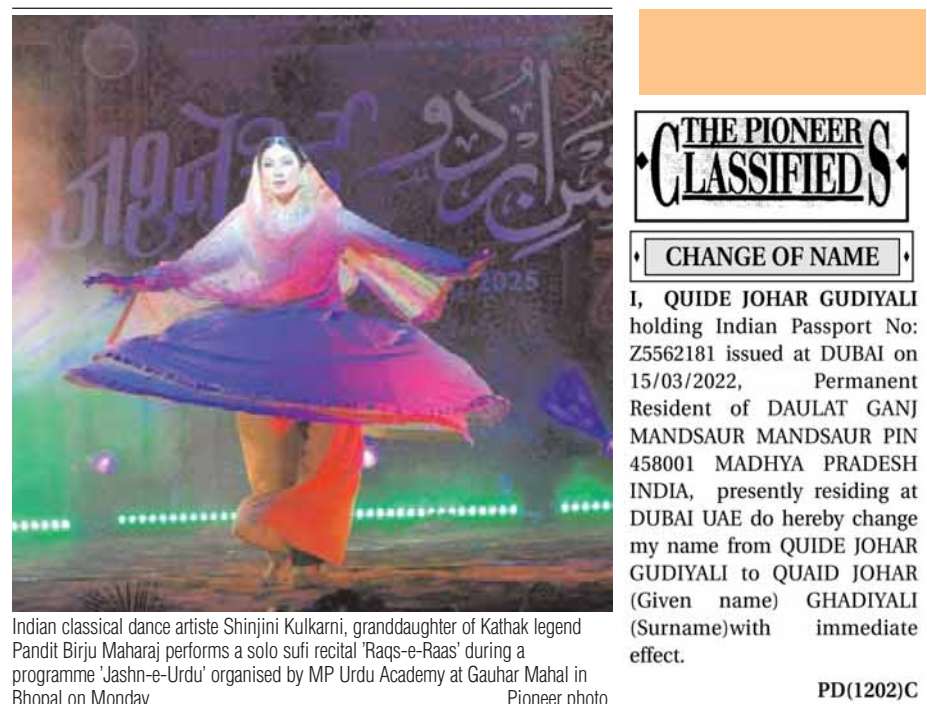 اردو
2025
Indian classical dance artiste Shinjini Kulkarni, granddaughter of Kathak legend
Pandit Birju Maharaj performs a solo sufi recital 'Raqs-e-Raas' during a
programme 'Jashn-e-Urdu' organised by MP Urdu Academy at Gauhar Mahal in
Bhopal on Monday Pioneer photo
THE PIONEER
CLASSIFIEDS
CHANGE OF NAME
I, QUIDE JOHAR GUDIYALI
holding Indian Passport No:
Z5562181 issued at DUBAI on
15/03/2022, Permanent
Resident of DAULAT GANJ
MANDSAUR MANDSAUR PIN
458001 MADHYA PRADESH
INDIA, presently residing at
DUBAI UAE do hereby change
my name from QUIDE JOHAR
GUDIYALI to QUAID JOHAR
(Given name) GHADIYALI
(Surname)with immediate
effect.
PD(1202)C